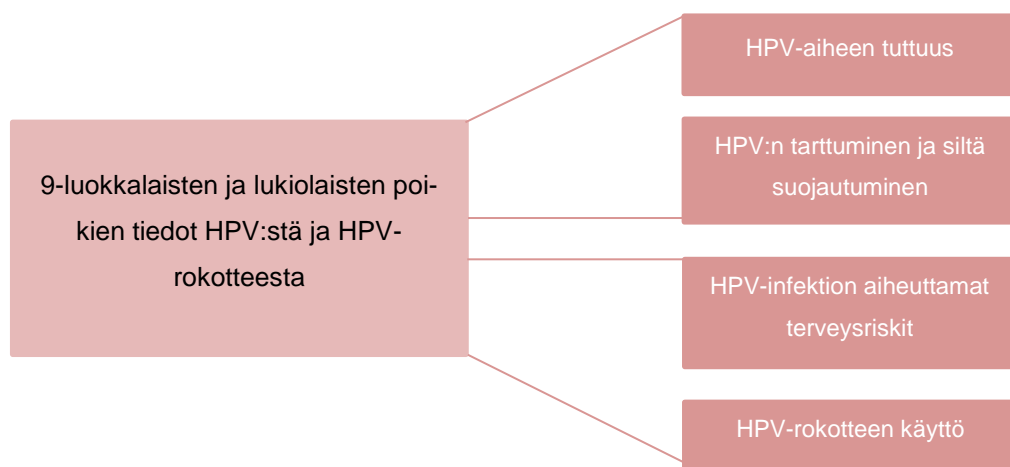 9-luokkalaisten ja lukiolaisten poi-
kien tiedot HPV:stä ja HPV-
rokotteesta
HPV-aiheen tuttuus
HPV:n tarttuminen ja siltä
suojautuminen
HPV-infektion aiheuttamat
terveysriskit
HPV-rokotteen käyttö